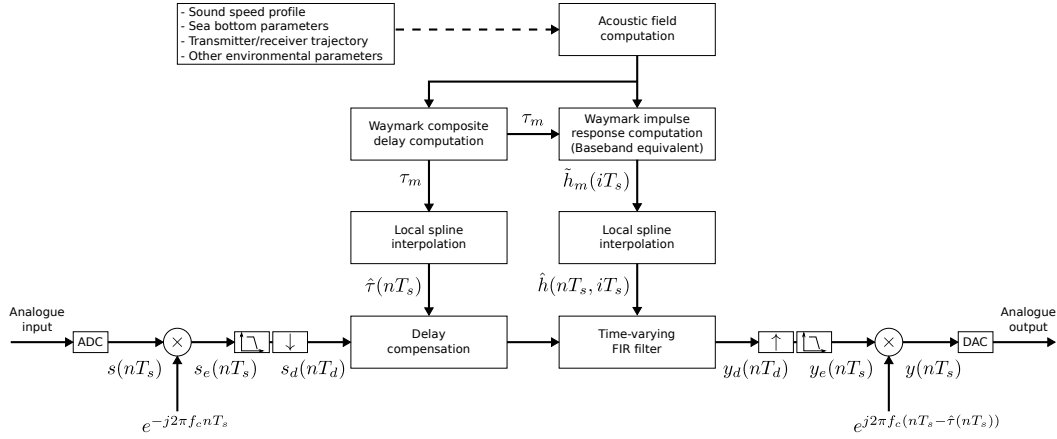 - Sound speed profile
- Sea bottom parameters
- Transmitter/receiver trajectory
- Other environmental parameters
Acoustic field
computation
Waymark composite
delay computation
τ_m
Waymark impulse
response computation
(Baseband equivalent)
τ_m
h̃_m(iT_s)
Local spline
interpolation
Local spline
interpolation
τ̂(nT_s)
ĥ(nT_s, iT_s)
Analogue
input
ADC
s(nT_s)
×
s_e(nT_s)
↓
s_d(nT_d)
Delay
compensation
Time-varying
FIR filter
y_d(nT_d)
↑
y_e(nT_s)
×
y(nT_s)
DAC
Analogue
output
e^{-j2πf_cnT_s}
e^{j2πf_c(nT_s-τ̂(nT_s))}